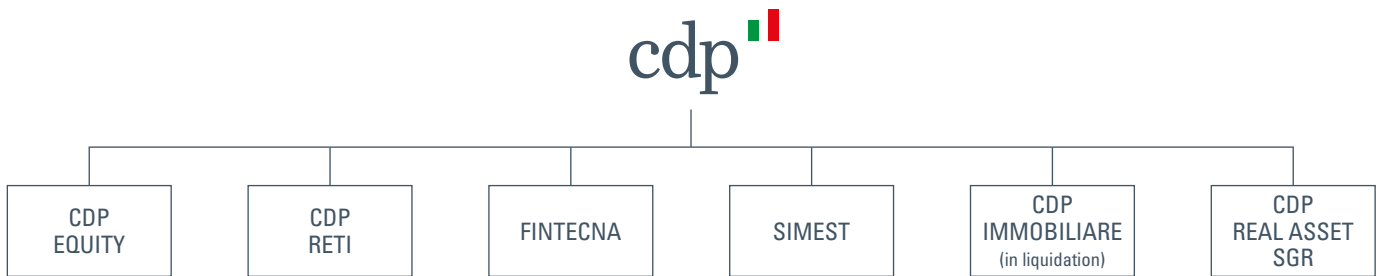 cdp
CDP
EQUITY
CDP
RETI
FINTECNA
SIMEST
CDP
IMMOBILIARE
(in liquidation)
CDP
REAL ASSET
SGR